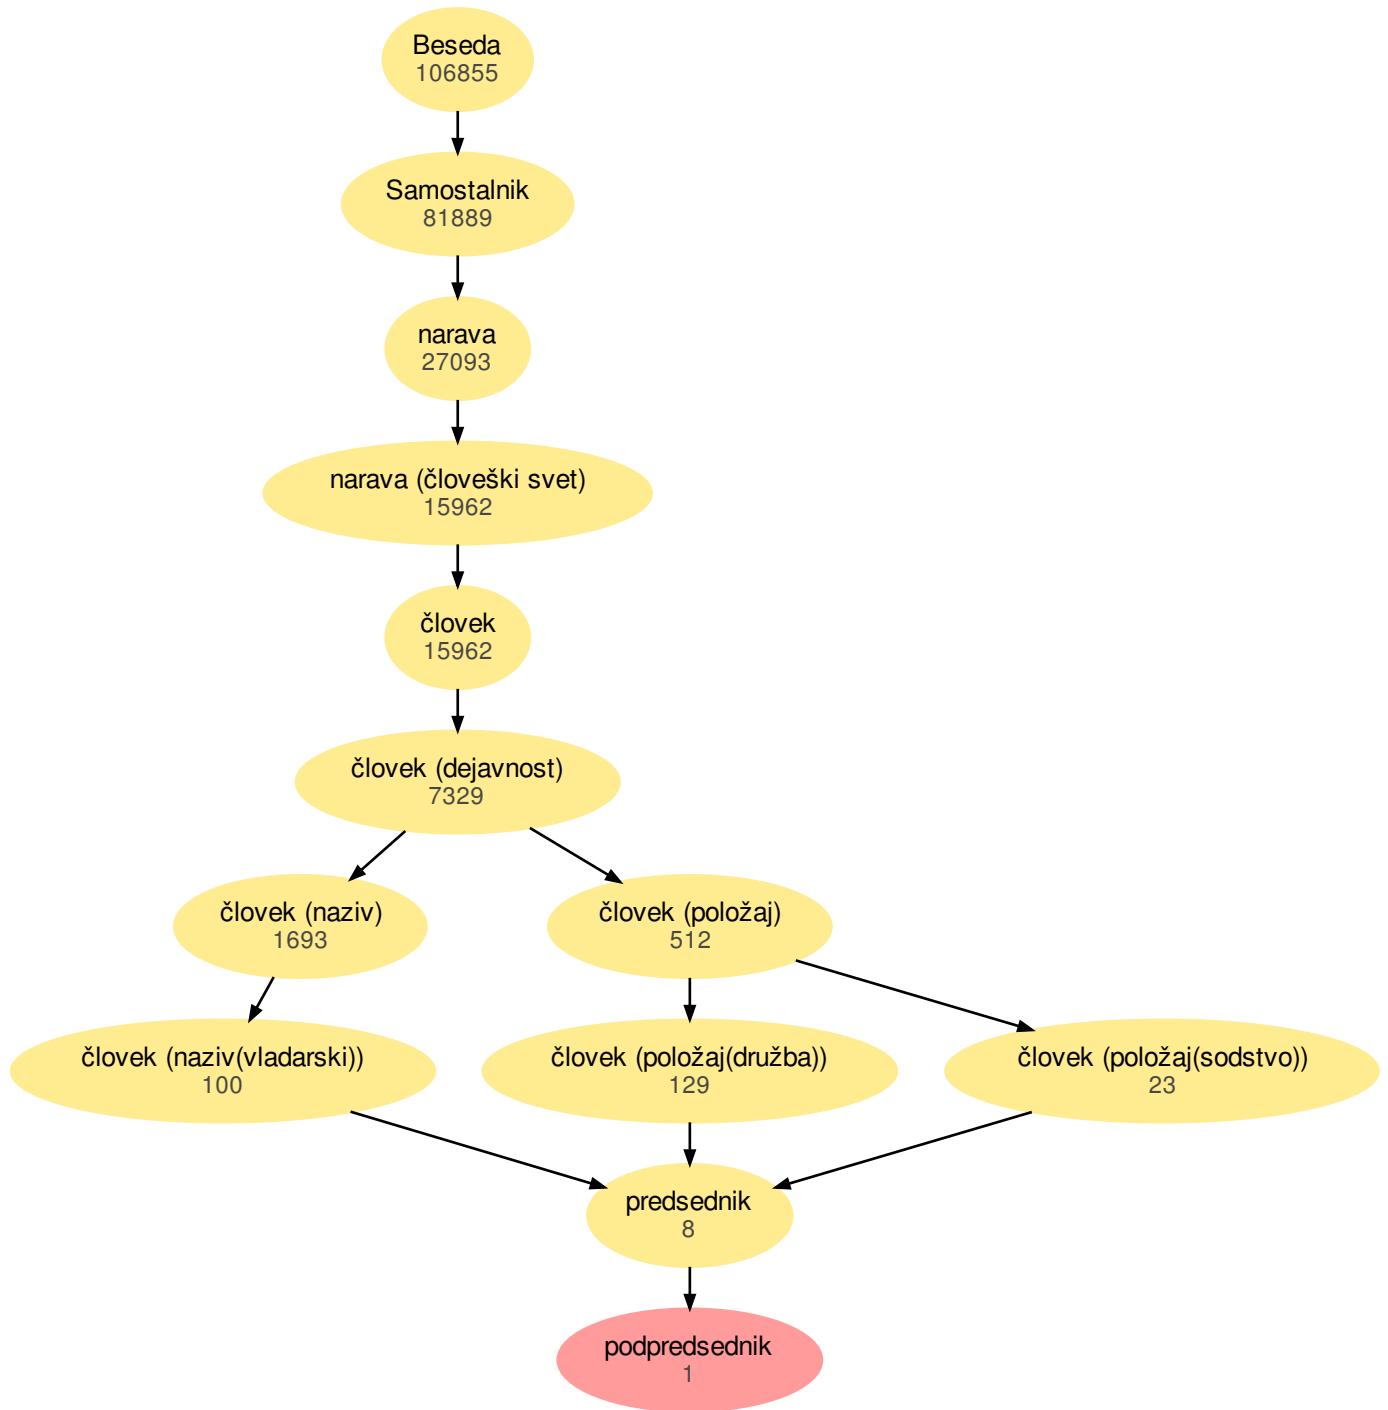 Beseda
106855
Samostalnik
81889
narava
27093
narava (človeški svet)
15962
človek
15962
človek (dejavnost)
7329
človek (naziv)
1693
človek (položaj)
512
človek (naziv(vladarski))
100
človek (položaj(družba))
129
človek (položaj(sodstvo))
23
predsednik
8
podpredsednik
1